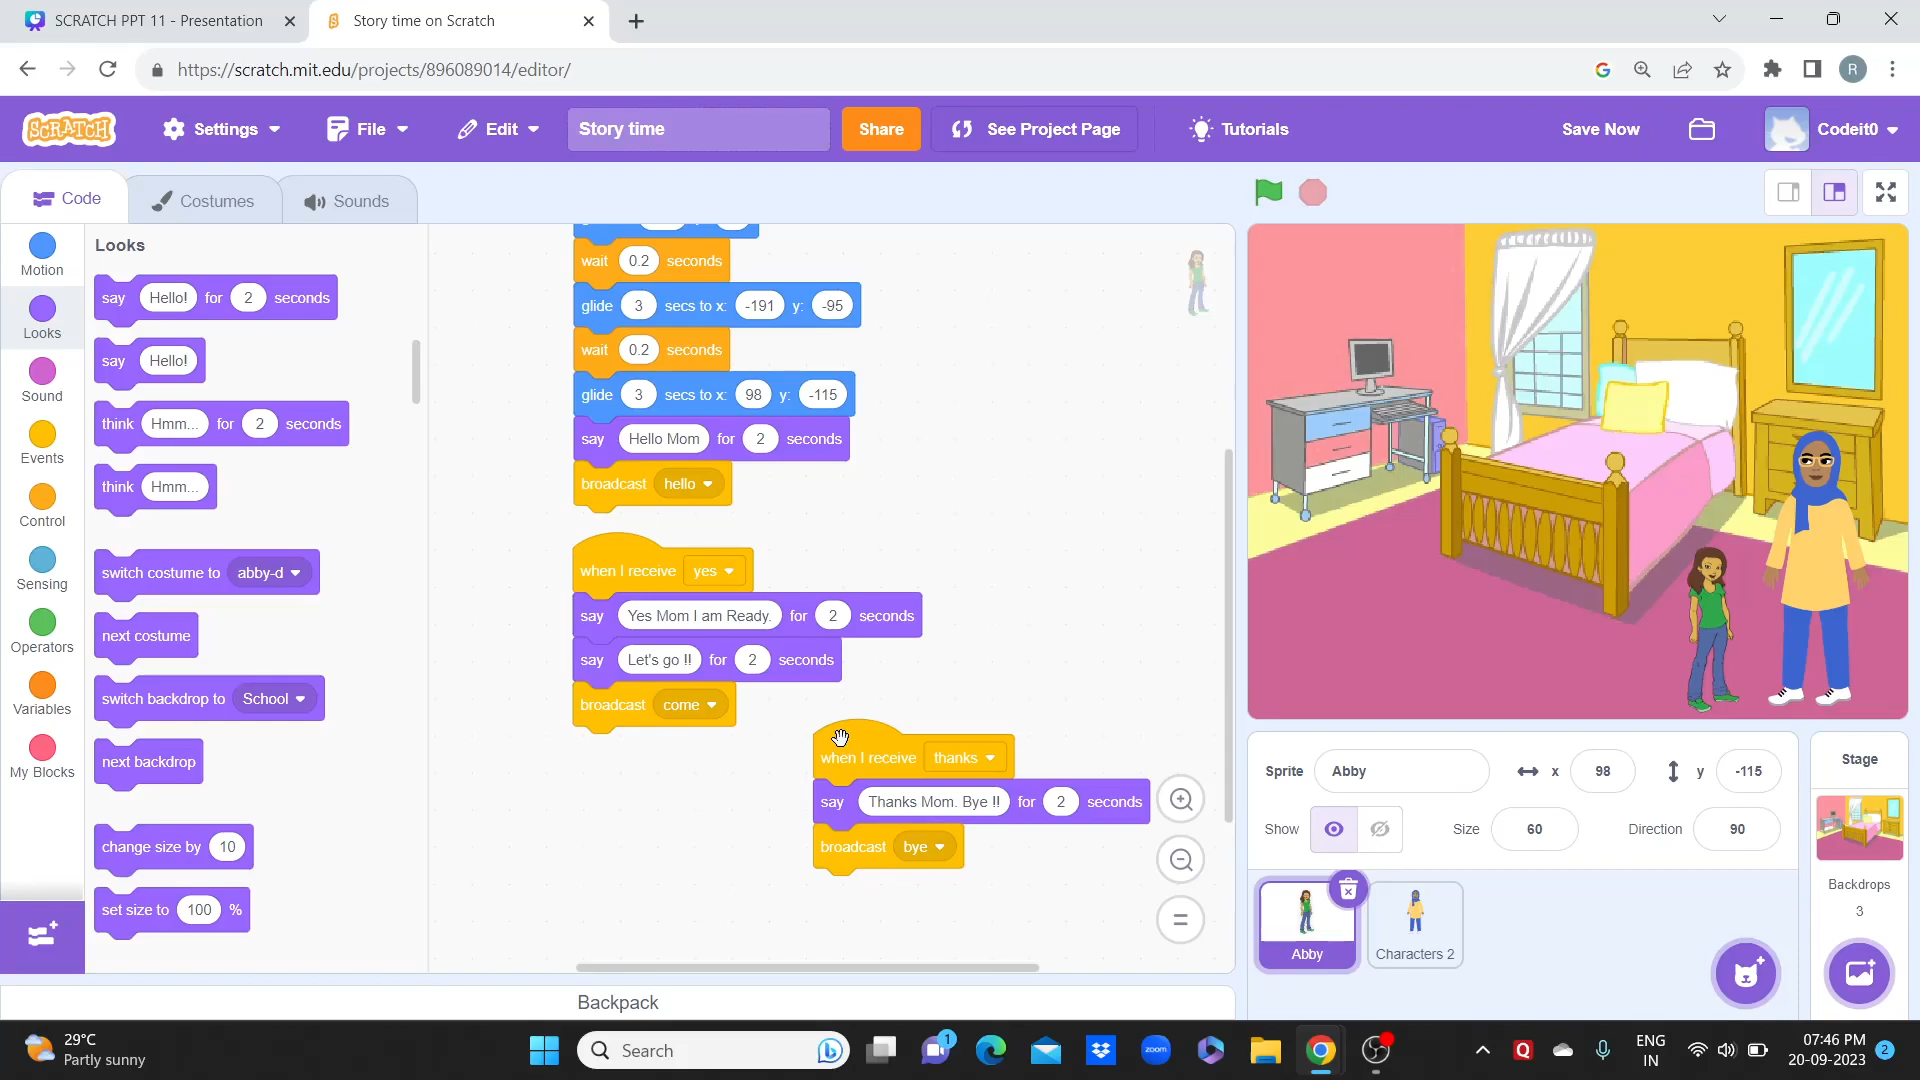 SCRATCH PPT 11 - Presentation
Story time on Scratch
https://scratch.mit.edu/projects/896089014/editor/
R
SCRATCH
Settings
File
Edit
Story time
Share
See Project Page
Tutorials
Save Now
Codeit0
Code
Costumes
Sounds
Motion
Looks
Sound
Events
Control
Sensing
Operators
Variables
My Blocks
Looks
say Hello! for 2 seconds
say Hello!
think Hmm... for 2 seconds
think Hmm...
switch costume to abby-d
next costume
switch backdrop to School
next backdrop
change size by 10
set size to 100 %
wait 0.2 seconds
glide 3 secs to x: -191 y: -95
wait 0.2 seconds
glide 3 secs to x: 98 y: -115
say Hello Mom for 2 seconds
broadcast hello
when I receive yes
say Yes Mom I am Ready. for 2 seconds
say Let's go !! for 2 seconds
broadcast come
when I receive thanks
say Thanks Mom. Bye !! for 2 seconds
broadcast bye
Backpack
Sprite Abby x 98 y -115
Show Size 60 Direction 90
Abby
Characters 2
Stage
Backdrops
3
29°C
Partly sunny
Search
1
zoom
Q
ENG
IN
07:46 PM
20-09-2023
2